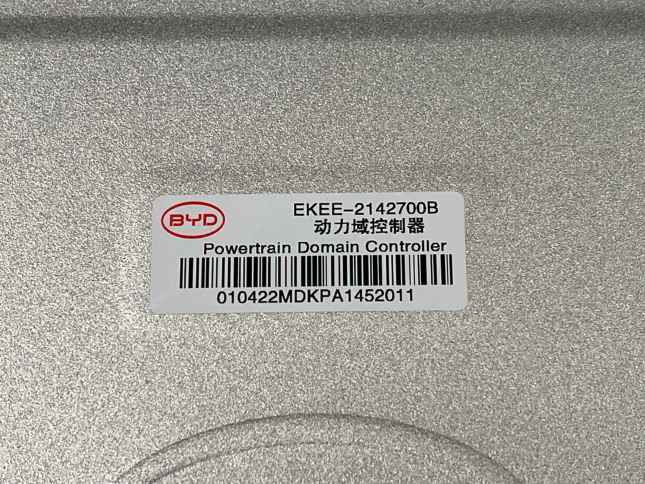 BYD
EKEE-2142700B
动力域控制器
Powertrain Domain Controller
010422MDKPA1452011